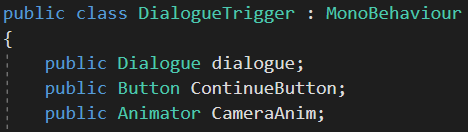 public class DialogueTrigger : MonoBehaviour
{
public Dialogue dialogue;
public Button ContinueButton;
public Animator CameraAnim;